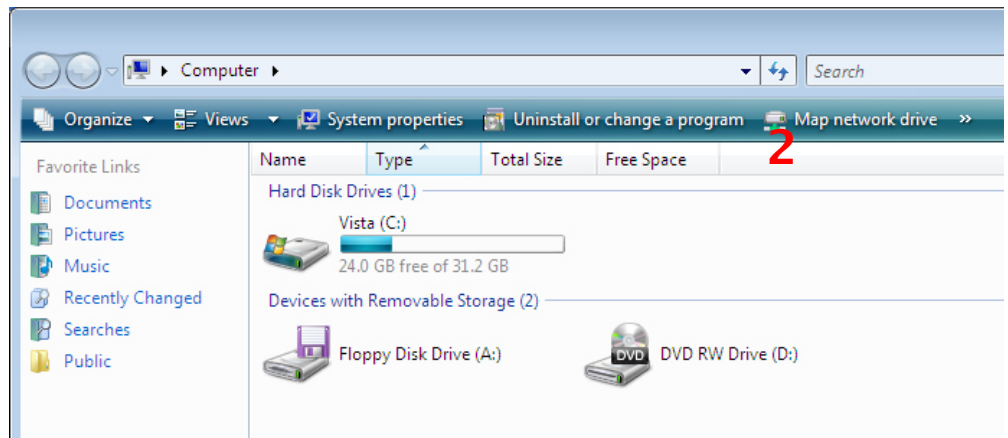 Computer
Search
Organize Views System properties Uninstall or change a program Map network drive »
2
Favorite Links
Name Type Total Size Free Space
Documents
Pictures
Music
Recently Changed
Searches
Public
Hard Disk Drives (1)
Vista (C:)
24.0 GB free of 31.2 GB
Devices with Removable Storage (2)
Floppy Disk Drive (A:)
DVD
DVD RW Drive (D:)